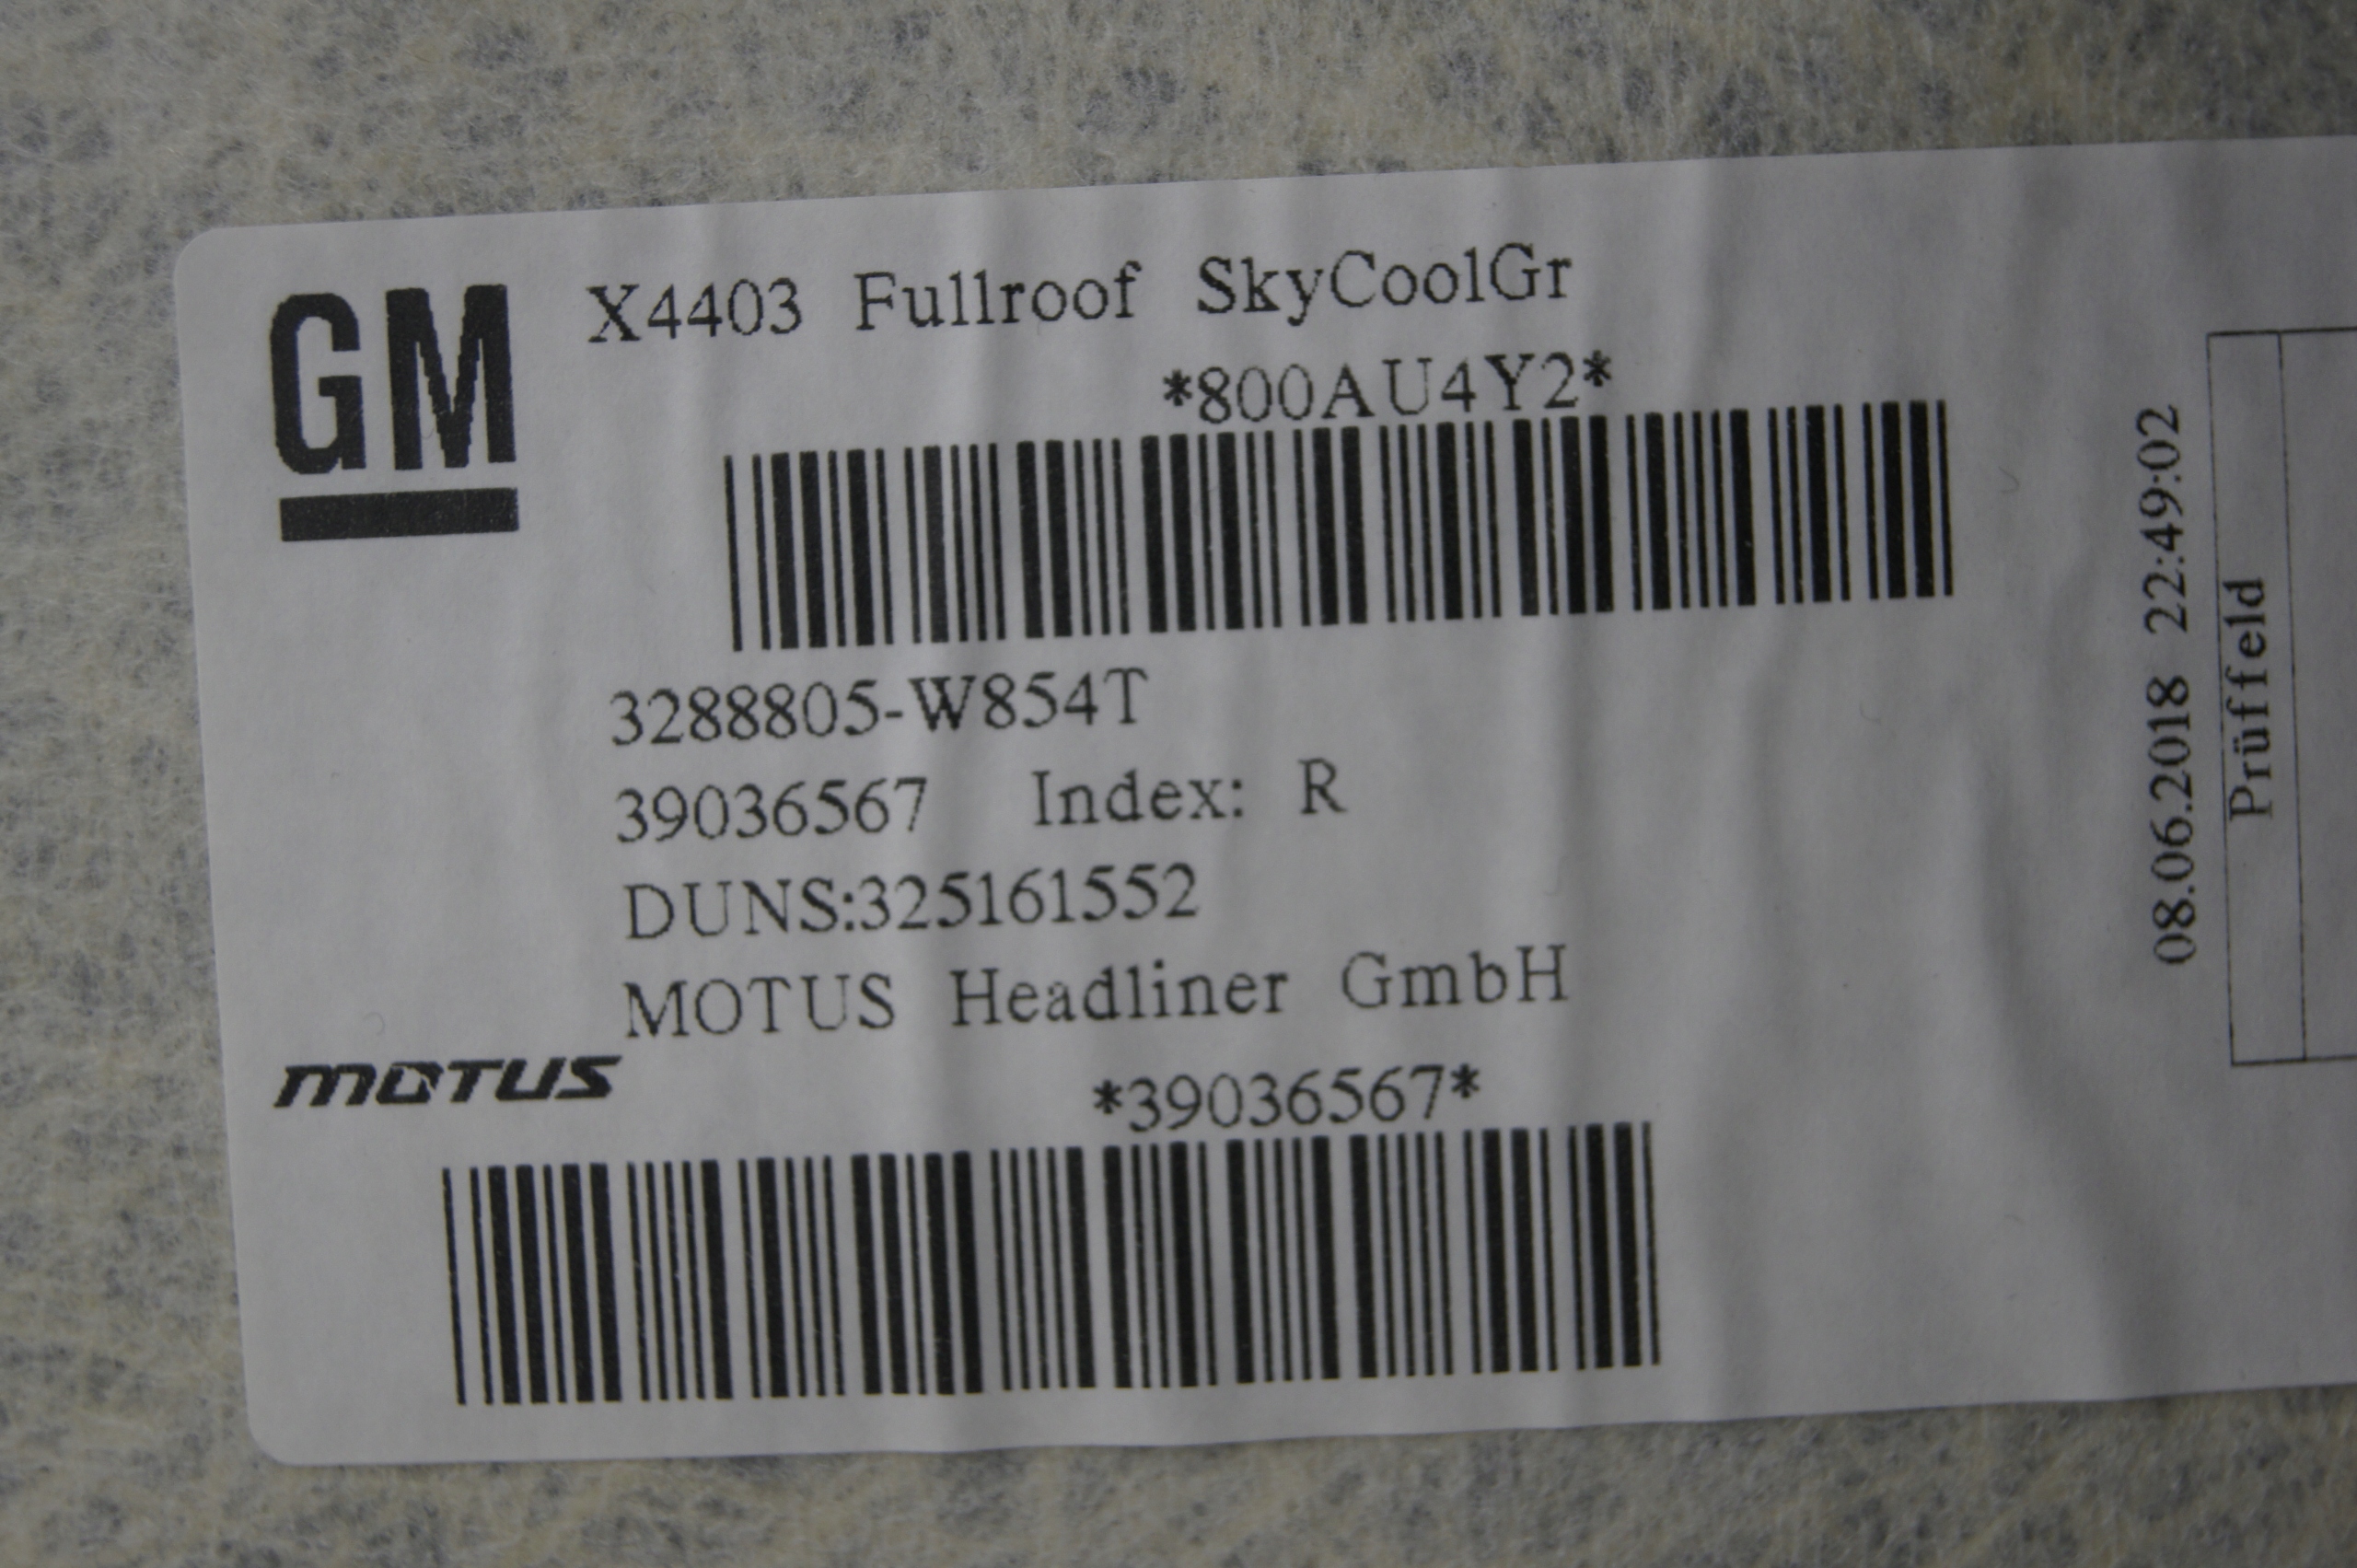 GM
X4403 Fullroof SkyCoolGr
*800AU4Y2*
3288805-W854T
39036567 Index: R
DUNS:325161552
MOTUS Headliner GmbH
MOTUS
*39036567*
08.06.2018 22:49:02
Prüffeld